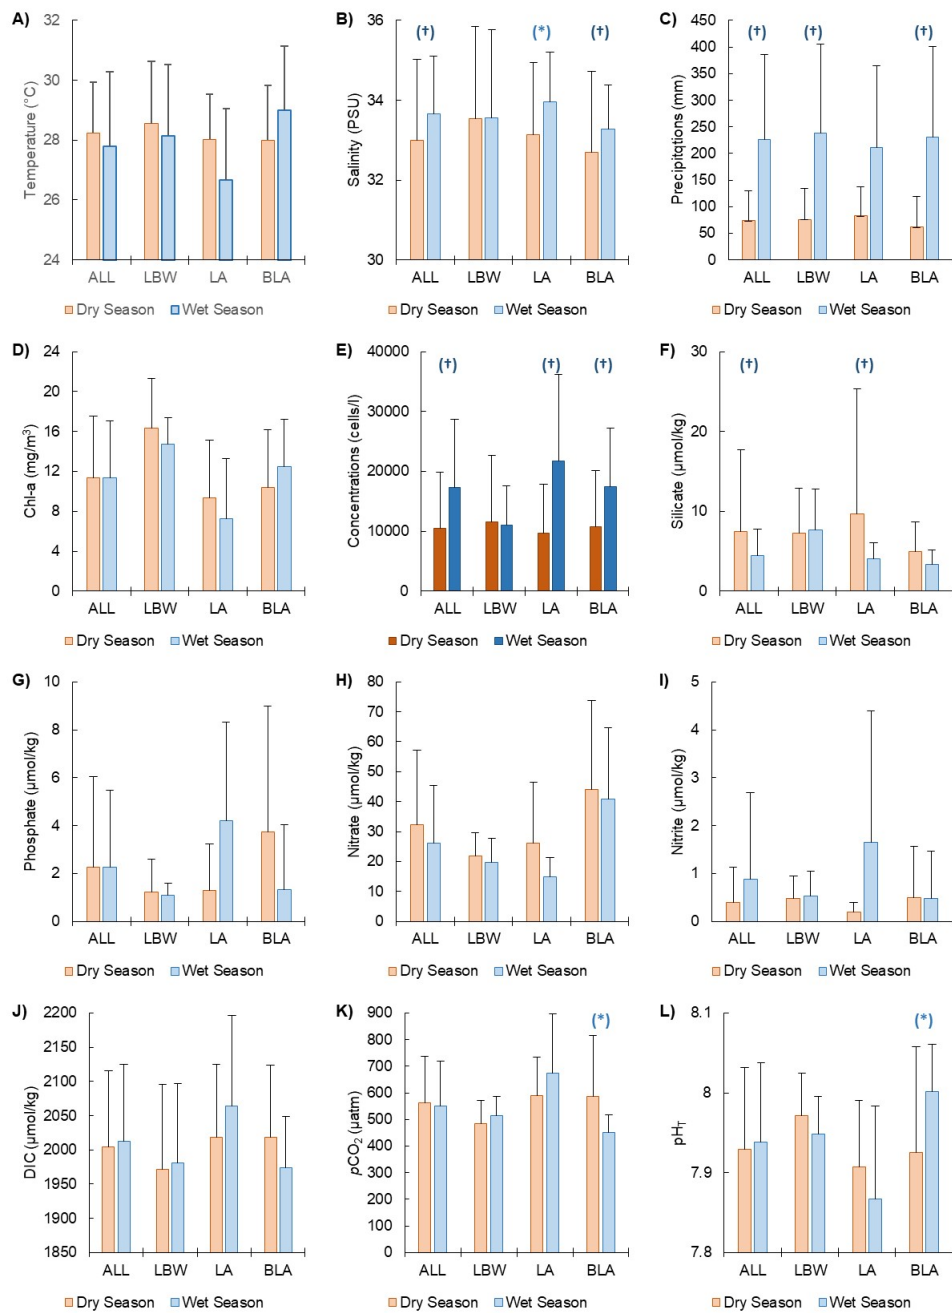 A)
32
30
28
26
24
Temperature (°C)
ALL LBW LA BLA
Dry Season Wet Season
B)
36
34
32
30
Salinity (PSU)
(†) (*) (†)
ALL LBW LA BLA
Dry Season Wet Season
C)
450
400
350
300
250
200
150
100
50
0
Precipitqtions (mm)
(†) (†) (†)
ALL LBW LA BLA
Dry Season Wet Season
D)
24
20
16
12
8
4
0
Chl-a (mg/m³)
ALL LBW LA BLA
Dry Season Wet Season
E)
40000
30000
20000
10000
0
Concentrations (cells/l)
(†) (†) (†)
ALL LBW LA BLA
Dry Season Wet Season
F)
30
20
10
0
Silicate (μmol/kg)
(†) (†)
ALL LBW LA BLA
Dry Season Wet Season
G)
10
8
6
4
2
0
Phosphate (μmol/kg)
ALL LBW LA BLA
Dry Season Wet Season
H)
80
70
60
50
40
30
20
10
0
Nitrate (μmol/kg)
ALL LBW LA BLA
Dry Season Wet Season
I)
5
4
3
2
1
0
Nitrite (μmol/kg)
ALL LBW LA BLA
Dry Season Wet Season
J)
2200
2150
2100
2050
2000
1950
1900
1850
DIC (μmol/kg)
ALL LBW LA BLA
Dry Season Wet Season
K)
900
800
700
600
500
400
300
200
100
0
pCO₂ (μatm)
(*)
ALL LBW LA BLA
Dry Season Wet Season
L)
8.1
8
7.9
7.8
pH_T
(*)
ALL LBW LA BLA
Dry Season Wet Season